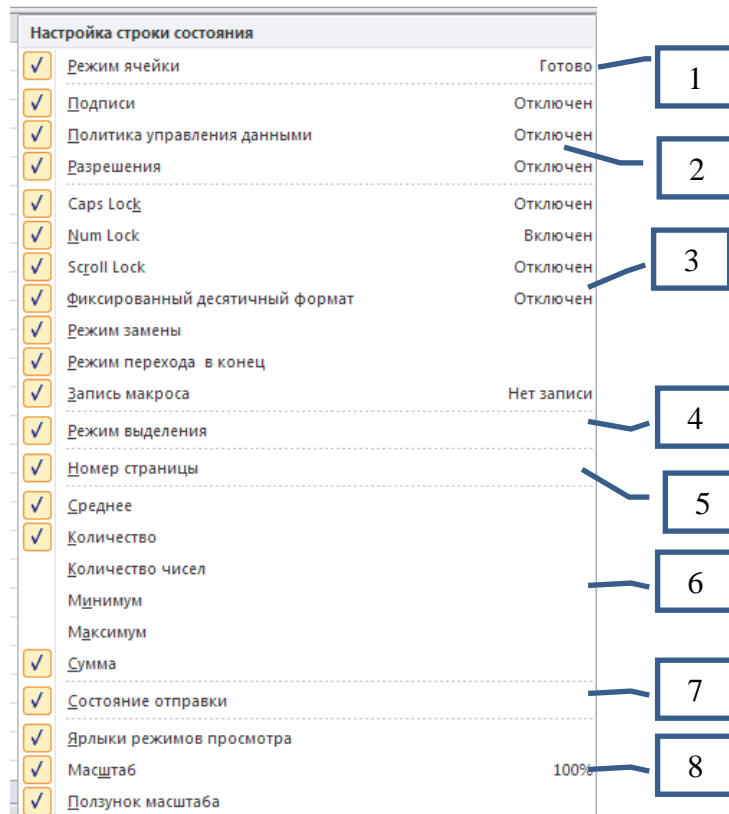 Настройка строки состояния
Режим ячейки Готово
1
Подписи Отключен
Политика управления данными Отключен
2
Разрешения Отключен
Caps Lock Отключен
Num Lock Включен
3
Scroll Lock Отключен
Фиксированный десятичный формат Отключен
Режим замены
Режим перехода в конец
Запись макроса Нет записи
4
Режим выделения
Номер страницы
5
Среднее
Количество
Количество чисел
6
Минимум
Максимум
Сумма
7
Состояние отправки
Ярлыки режимов просмотра
Масштаб 100%
8
Ползунок масштаба